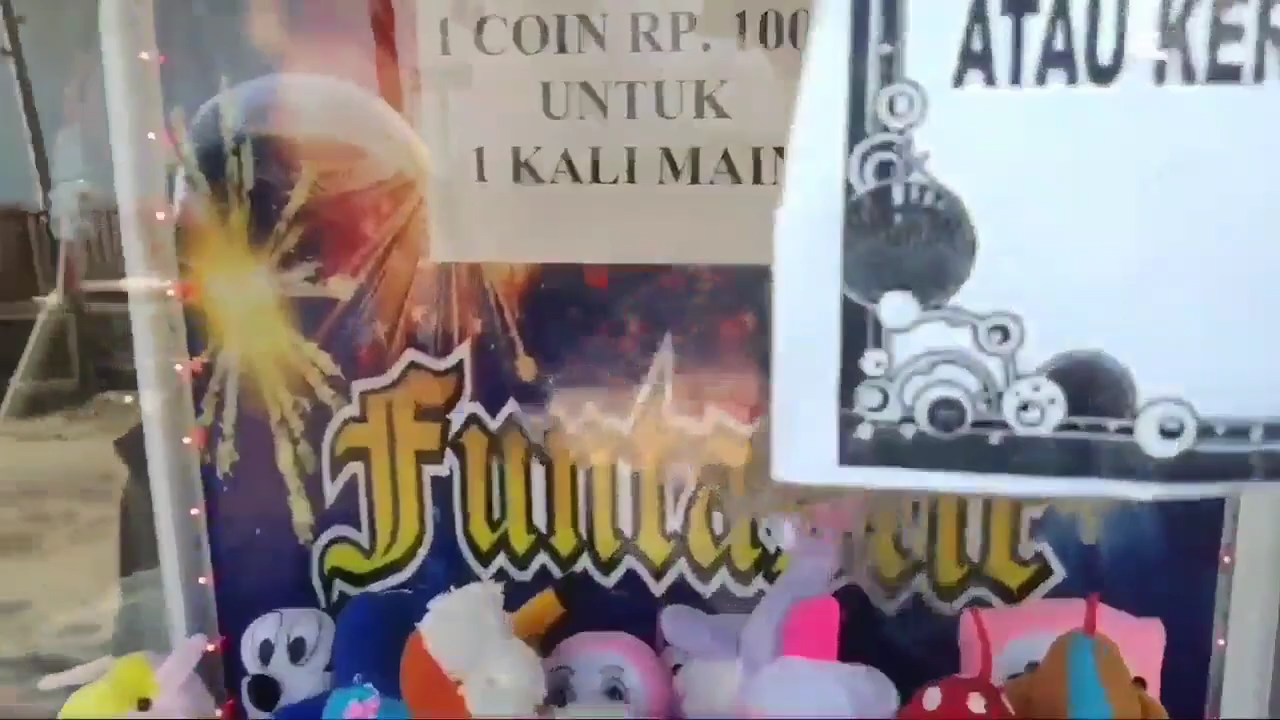 1 COIN RP. 100
UNTUK
1 KALI MAIN
ATAU KER